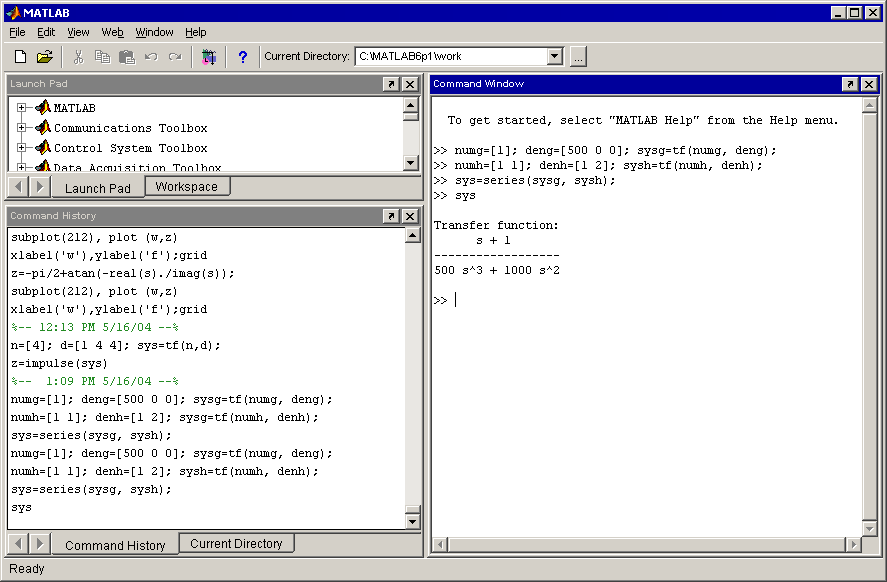 MATLAB
File Edit View Web Window Help
Current Directory: C:\MATLAB6p1\work ...
Launch Pad
MATLAB
Communications Toolbox
Control System Toolbox
Data Acquisition Toolbox
Launch Pad Workspace
Command History
subplot(212), plot (w,z)
xlabel('w'),ylabel('f');grid
z=-pi/2+atan(-real(s)./imag(s));
subplot(212), plot (w,z)
xlabel('w'),ylabel('f');grid
%-- 12:13 PM 5/16/04 --%
n=[4]; d=[1 4 4]; sys=tf(n,d);
z=impulse(sys)
%--  1:09 PM 5/16/04 --%
numg=[1]; deng=[500 0 0]; sysg=tf(numg, deng);
numh=[1 1]; denh=[1 2]; sysg=tf(numh, denh);
sys=series(sysg, sysh);
numg=[1]; deng=[500 0 0]; sysg=tf(numg, deng);
numh=[1 1]; denh=[1 2]; sysh=tf(numh, denh);
sys=series(sysg, sysh);
sys
Command History Current Directory
Command Window
To get started, select "MATLAB Help" from the Help menu.
>> numg=[1]; deng=[500 0 0]; sysg=tf(numg, deng);
>> numh=[1 1]; denh=[1 2]; sysh=tf(numh, denh);
>> sys=series(sysg, sysh);
>> sys
Transfer function:
s + 1
------------------
500 s^3 + 1000 s^2
>>
Ready